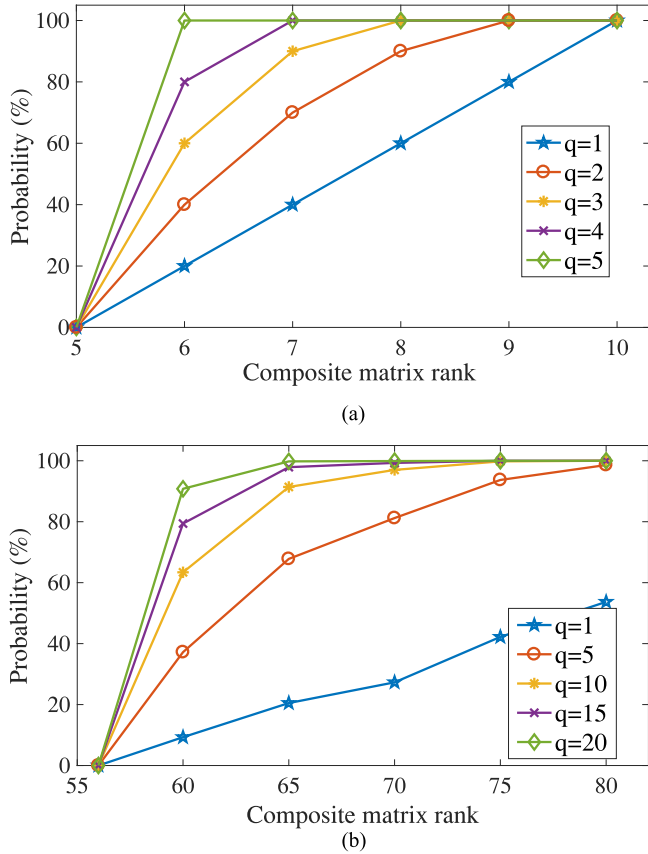 100
80
60
40
20
0
Probability (%)
q=1
q=2
q=3
q=4
q=5
5 6 7 8 9 10
Composite matrix rank
(a)
100
80
60
40
20
0
Probability (%)
q=1
q=5
q=10
q=15
q=20
55 60 65 70 75 80
Composite matrix rank
(b)